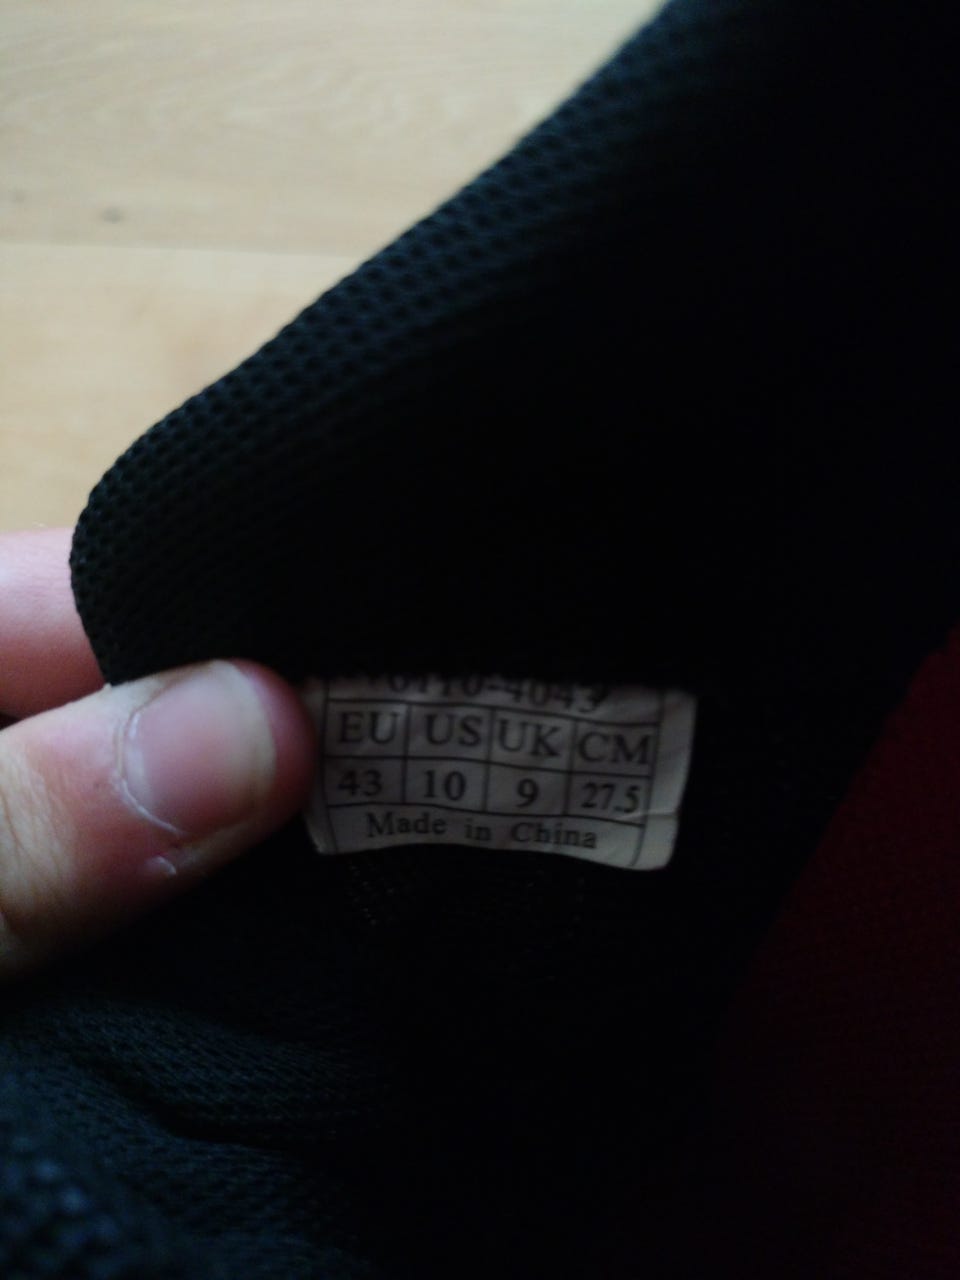 EU US UK CM
43 10 9 27.5
Made in China